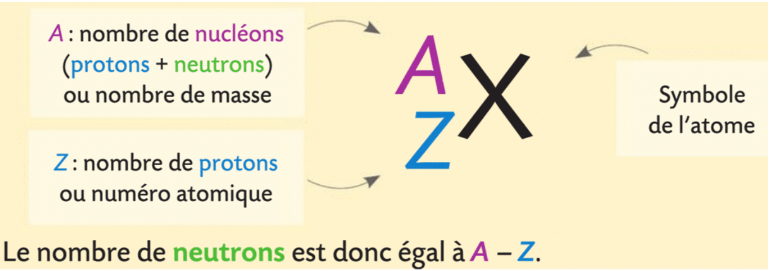 A : nombre de nucléons
(protons + neutrons)
ou nombre de masse
A
Z
X
Symbole
de l'atome
Z : nombre de protons
ou numéro atomique
Le nombre de neutrons est donc égal à A – Z.